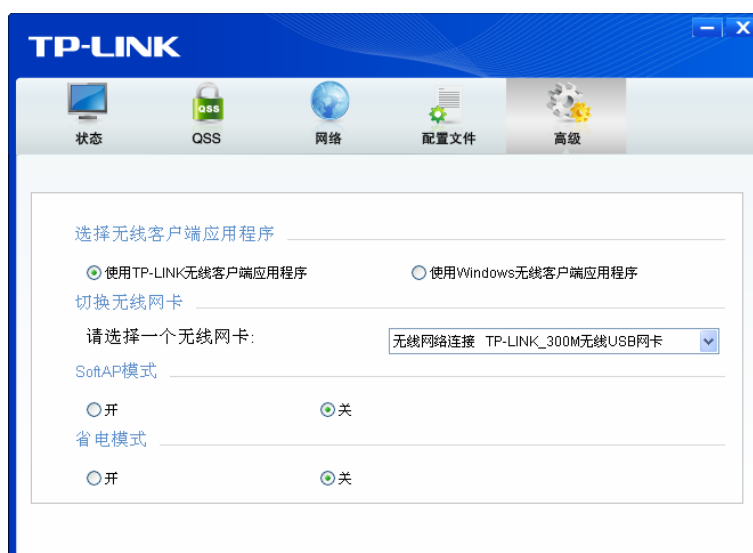 TP-LINK
QSS
状态 QSS 网络 配置文件 高级
选择无线客户端应用程序
使用TP-LINK无线客户端应用程序 使用Windows无线客户端应用程序
切换无线网卡
请选择一个无线网卡: 无线网络连接 TP-LINK_300M无线USB网卡
SoftAP模式
开 关
省电模式
开 关